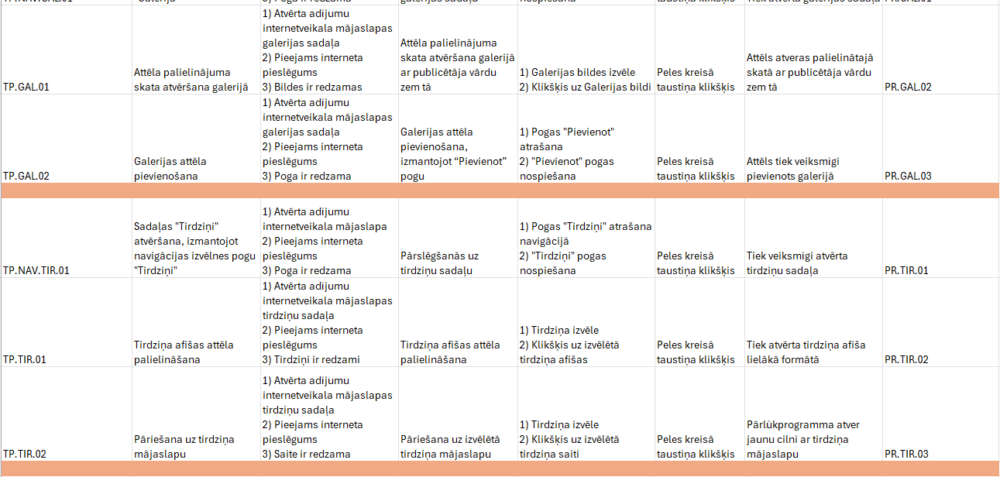 TP.NAV.GAL.01
"Galerija"
3) Poga ir redzama
galerijas sadaļu
nospiešana
taustiņa klikšķis
Tiek atvērta galerijas sadaļa
PR.GAL.01
TP.GAL.01
Attēla palielinājuma
skata atvēršana galerijā
1) Atvērta adījumu
internetveikala mājaslapas
galerijas sadaļa
2) Pieejams interneta
pieslēgums
3) Bildes ir redzamas
Attēla palielinājuma
skata atvēršana galerijā
ar publicētāja vārdu
zem tā
1) Galerijas bildes izvēle
2) Klikšķis uz Galerijas bildi
Peles kreisā
taustiņa klikšķis
Attēls atveras palielinātajā
skatā ar publicētāja vārdu
zem tā
PR.GAL.02
TP.GAL.02
Galerijas attēla
pievienošana
1) Atvērta adījumu
internetveikala mājaslapas
galerijas sadaļa
2) Pieejams interneta
pieslēgums
3) Poga ir redzama
Galerijas attēla
pievienošana,
izmantojot “Pievienot”
pogu
1) Pogas "Pievienot"
atrašana
2) "Pievienot" pogas
nospiešana
Peles kreisā
taustiņa klikšķis
Attēls tiek veiksmīgi
pievienots galerijā
PR.GAL.03
TP.NAV.TIR.01
Sadaļas "Tirdziņi"
atvēršana, izmantojot
navigācijas izvēlnes pogu
"Tirdziņi"
1) Atvērta adījumu
internetveikala mājaslapa
2) Pieejams interneta
pieslēgums
3) Poga ir redzama
Pārslēgšanās uz
tirdziņu sadaļu
1) Pogas "Tirdziņi" atrašana
navigācijā
2) "Tirdziņi" pogas
nospiešana
Peles kreisā
taustiņa klikšķis
Tiek veiksmīgi atvērta
tirdziņu sadaļa
PR.TIR.01
TP.TIR.01
Tirdziņa afišas attēla
palielināšana
1) Atvērta adījumu
internetveikala mājaslapas
tirdziņu sadaļa
2) Pieejams interneta
pieslēgums
3) Tirdziņi ir redzami
Tirdziņa afišas attēla
palielināšana
1) Tirdziņa izvēle
2) Klikšķis uz izvēlētā
tirdziņa afišas
Peles kreisā
taustiņa klikšķis
Tiek atvērta tirdziņa afiša
lielākā formātā
PR.TIR.02
TP.TIR.02
Pāriešana uz tirdziņa
mājaslapu
1) Atvērta adījumu
internetveikala mājaslapas
tirdziņu sadaļa
2) Pieejams interneta
pieslēgums
3) Saite ir redzama
Pāriešana uz izvēlētā
tirdziņa mājaslapu
1) Tirdziņa izvēle
2) Klikšķis uz izvēlētā
tirdziņa saiti
Peles kreisā
taustiņa klikšķis
Pārlūkprogramma atver
jaunu cilni ar tirdziņa
mājaslapu
PR.TIR.03